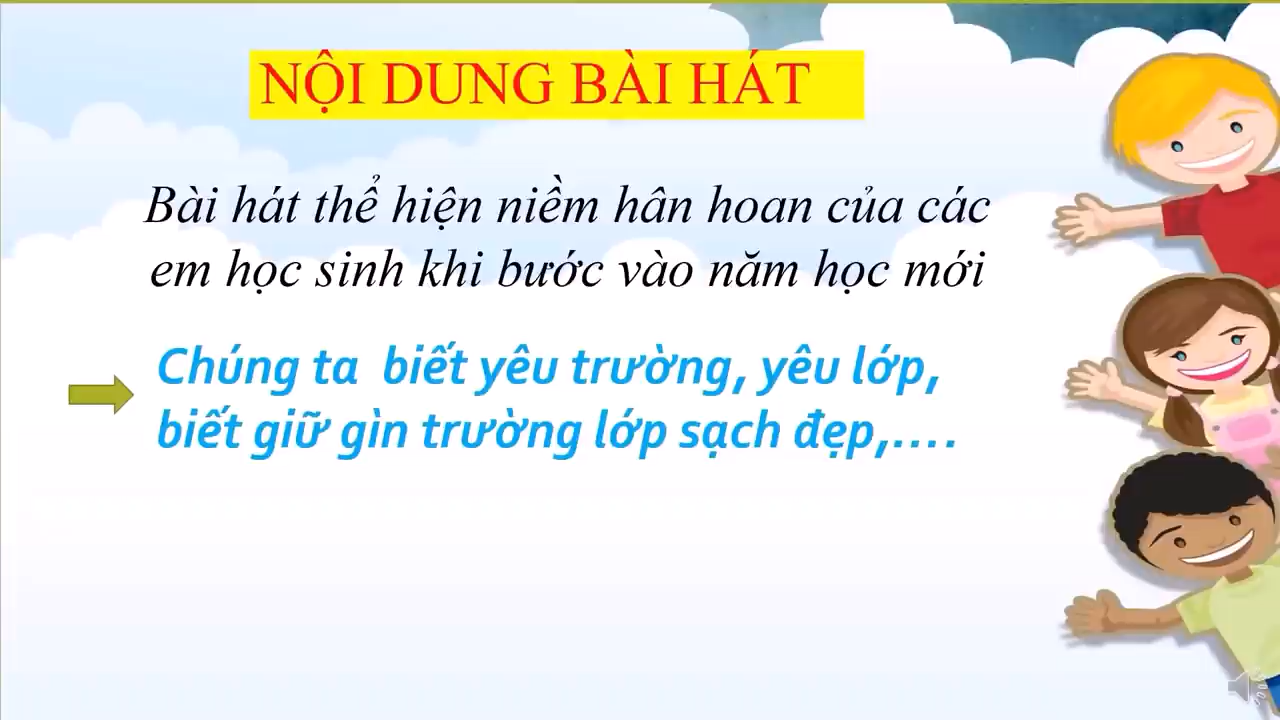 NỘI DUNG BÀI HÁT
Bài hát thể hiện niềm hân hoan của các
em học sinh khi bước vào năm học mới
Chúng ta biết yêu trường, yêu lớp,
biết giữ gìn trường lớp sạch đẹp,....